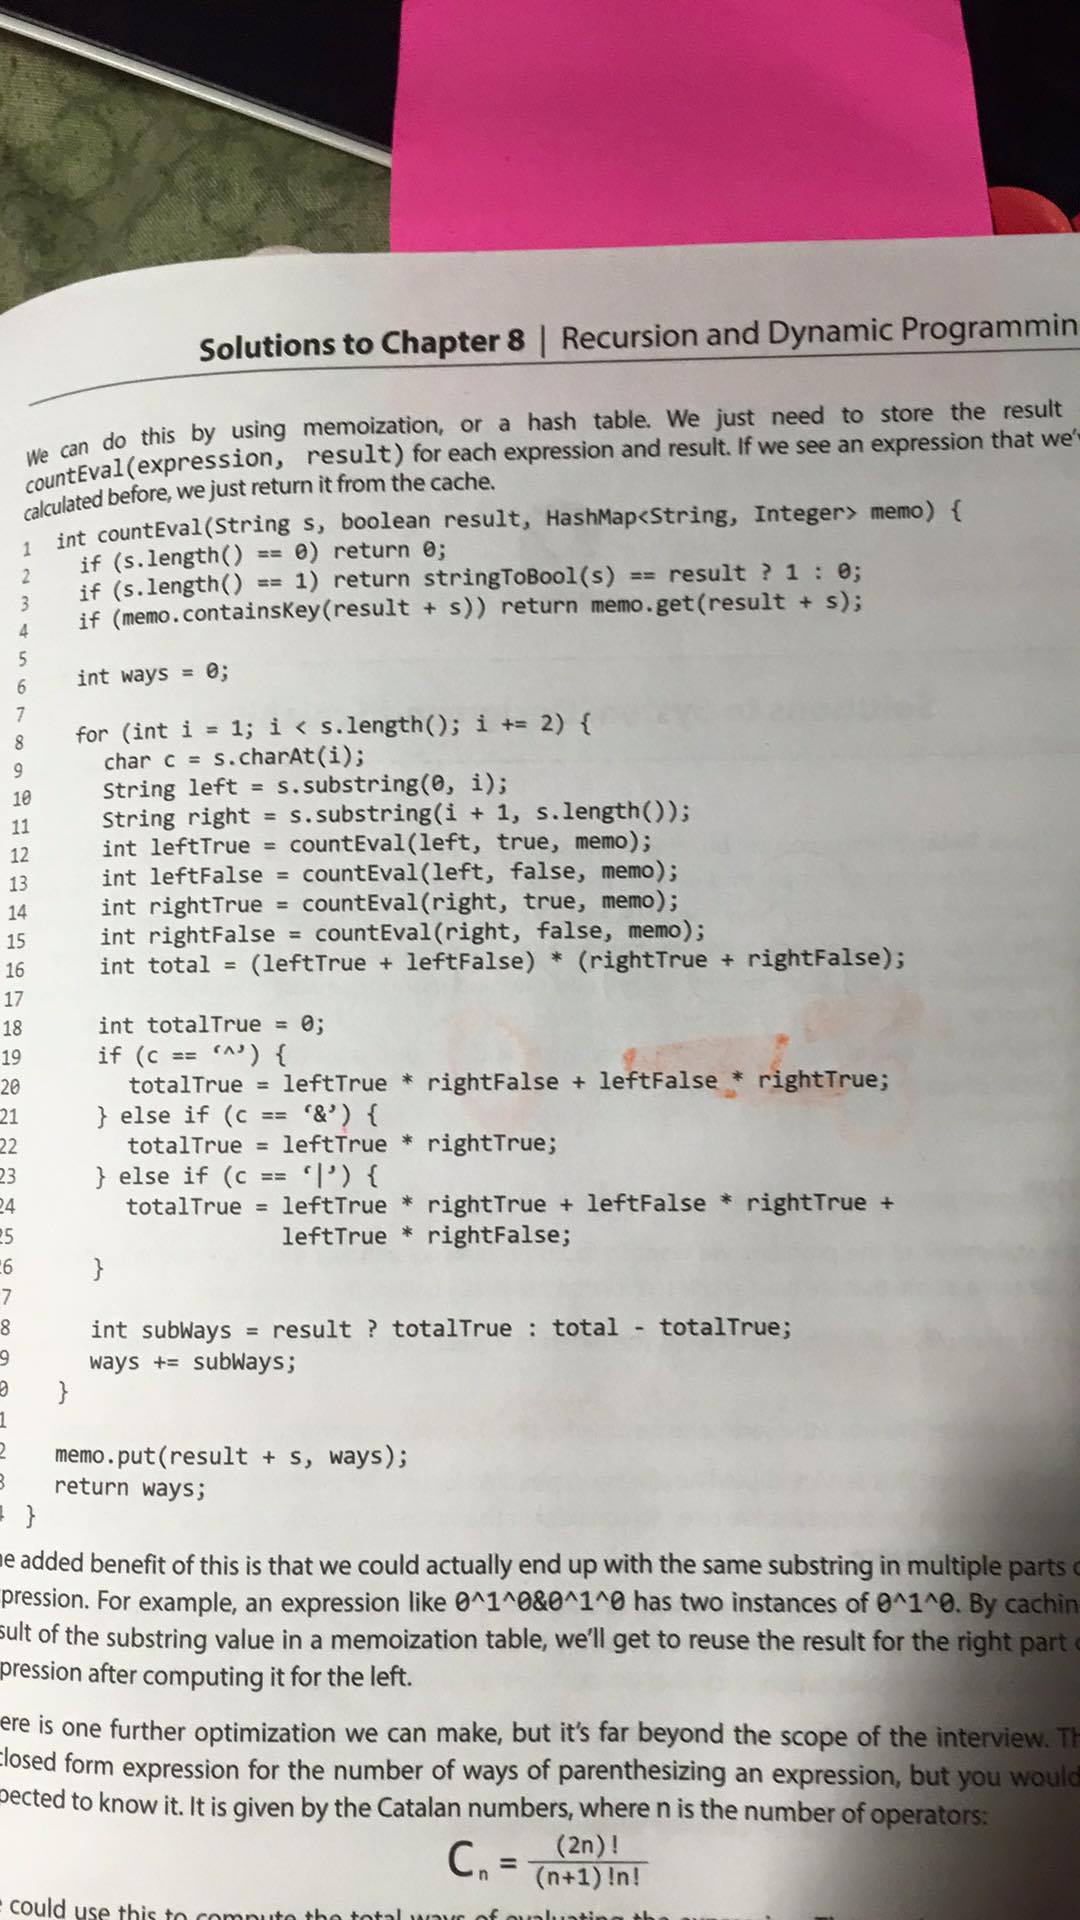 Solutions to Chapter 8 | Recursion and Dynamic Programmin
We can do this by using memoization, or a hash table. We just need to store the result
countEval(expression, result) for each expression and result. If we see an expression that we'v
calculated before, we just return it from the cache.
1 int countEval(String s, boolean result, HashMap<String, Integer> memo) {
2 if (s.length() == 0) return 0;
3 if (s.length() == 1) return stringToBool(s) == result ? 1 : 0;
4 if (memo.containsKey(result + s)) return memo.get(result + s);
5
6 int ways = 0;
7
8 for (int i = 1; i < s.length(); i += 2) {
9 char c = s.charAt(i);
10 String left = s.substring(0, i);
11 String right = s.substring(i + 1, s.length());
12 int leftTrue = countEval(left, true, memo);
13 int leftFalse = countEval(left, false, memo);
14 int rightTrue = countEval(right, true, memo);
15 int rightFalse = countEval(right, false, memo);
16 int total = (leftTrue + leftFalse) * (rightTrue + rightFalse);
17
18 int totalTrue = 0;
19 if (c == ‘^’) {
20 totalTrue = leftTrue * rightFalse + leftFalse * rightTrue;
21 } else if (c == ‘&’) {
22 totalTrue = leftTrue * rightTrue;
23 } else if (c == ‘|’) {
24 totalTrue = leftTrue * rightTrue + leftFalse * rightTrue +
25 leftTrue * rightFalse;
6 }
7
8 int subWays = result ? totalTrue : total - totalTrue;
9 ways += subWays;
0 }
1
2 memo.put(result + s, ways);
3 return ways;
}
e added benefit of this is that we could actually end up with the same substring in multiple parts o
pression. For example, an expression like 0^1^0&0^1^0 has two instances of 0^1^0. By cachin
sult of the substring value in a memoization table, we'll get to reuse the result for the right part
pression after computing it for the left.
ere is one further optimization we can make, but it's far beyond the scope of the interview. Th
closed form expression for the number of ways of parenthesizing an expression, but you would
pected to know it. It is given by the Catalan numbers, where n is the number of operators:
Cn = (2n)! / (n+1)!n!
could use this to compute the total ways of evaluating the